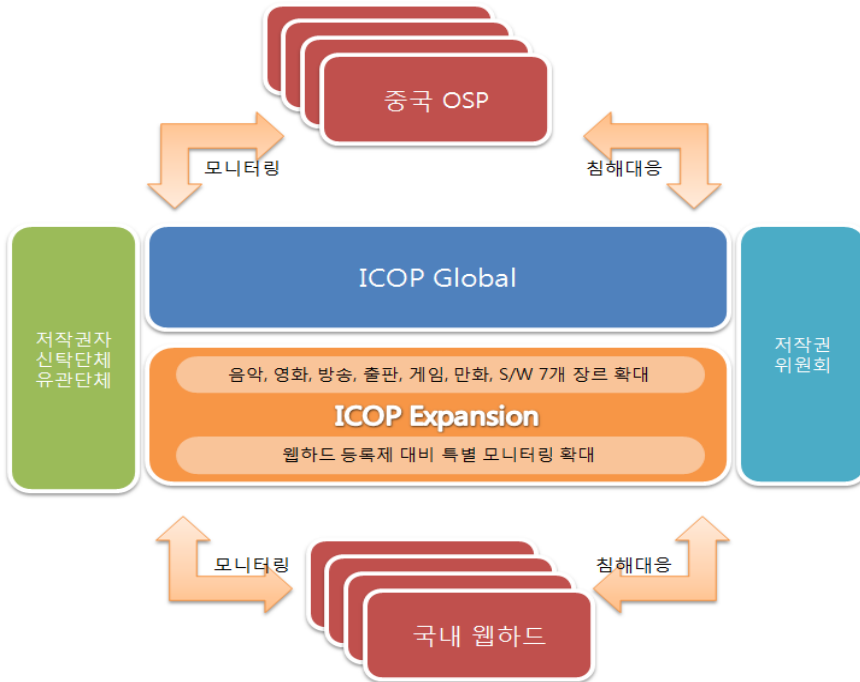 중국 OSP
모니터링
침해대응
ICOP Global
저작권자
신탁단체
유관단체
음악, 영화, 방송, 출판, 게임, 만화, S/W 7개 장르 확대
ICOP Expansion
웹하드 등록제 대비 특별 모니터링 확대
저작권
위원회
모니터링
침해대응
국내 웹하드